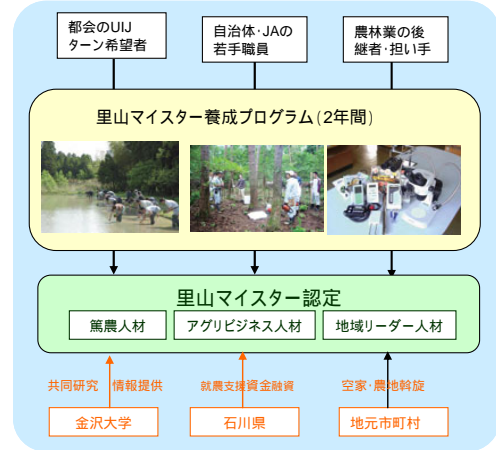 都会のUIJ
ターン希望者
自治体・JAの
若手職員
農林業の後
継者・担い手
里山マイスター養成プログラム(2年間)
里山マイスター認定
篤農人材
アグリビジネス人材
地域リーダー人材
共同研究
情報提供
就農支援資金融資
空家・農地斡旋
金沢大学
石川県
地元市町村